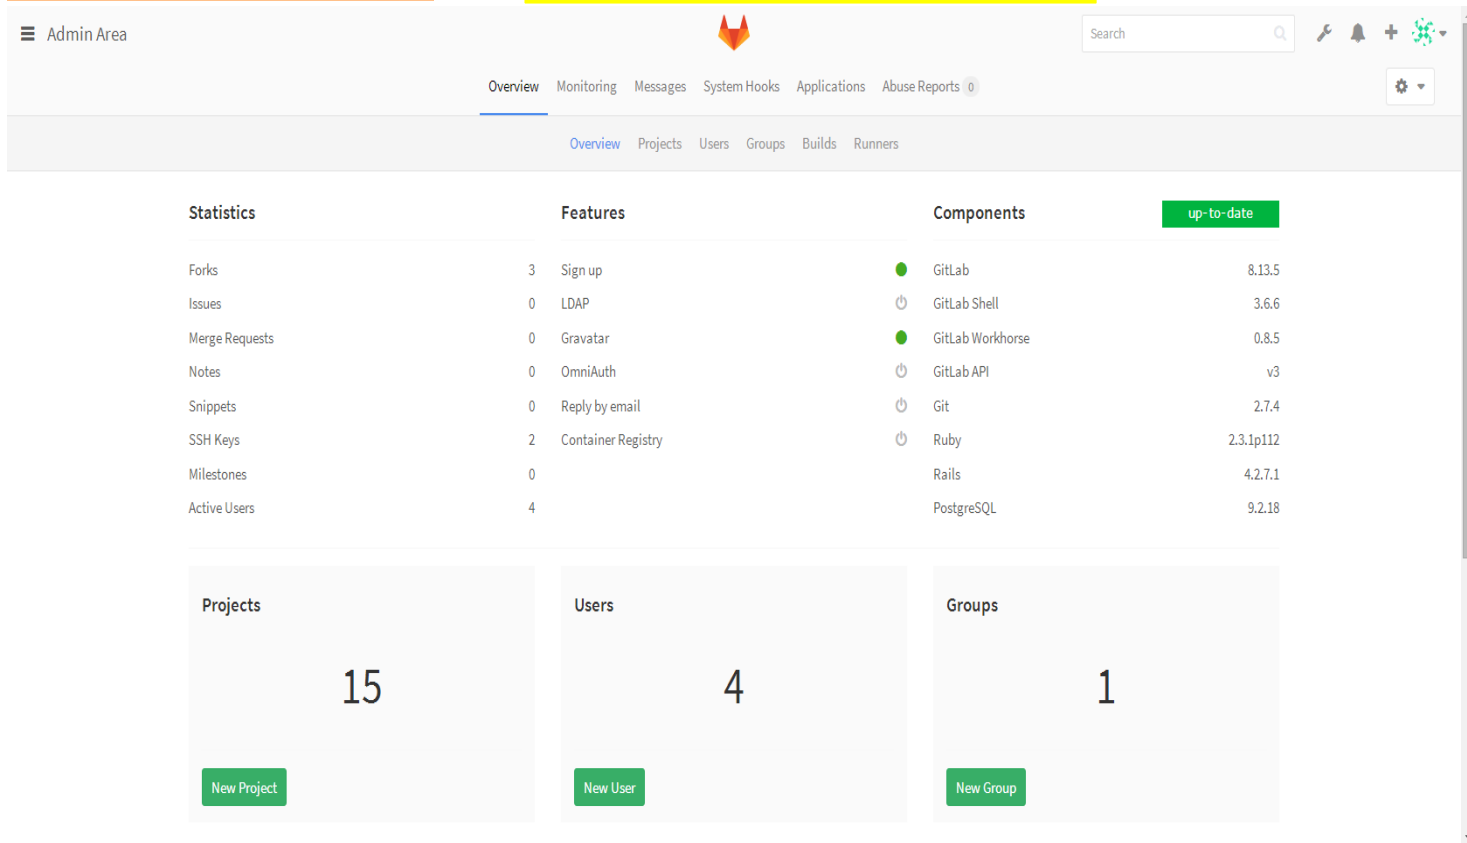 Admin Area
Search
Overview Monitoring Messages System Hooks Applications Abuse Reports 0
Overview Projects Users Groups Builds Runners
Statistics
Forks 3
Issues 0
Merge Requests 0
Notes 0
Snippets 0
SSH Keys 2
Milestones 0
Active Users 4
Features
Sign up
LDAP
Gravatar
OmniAuth
Reply by email
Container Registry
Components up-to-date
GitLab 8.13.5
GitLab Shell 3.6.6
GitLab Workhorse 0.8.5
GitLab API v3
Git 2.7.4
Ruby 2.3.1p112
Rails 4.2.7.1
PostgreSQL 9.2.18
Projects
15
New Project
Users
4
New User
Groups
1
New Group